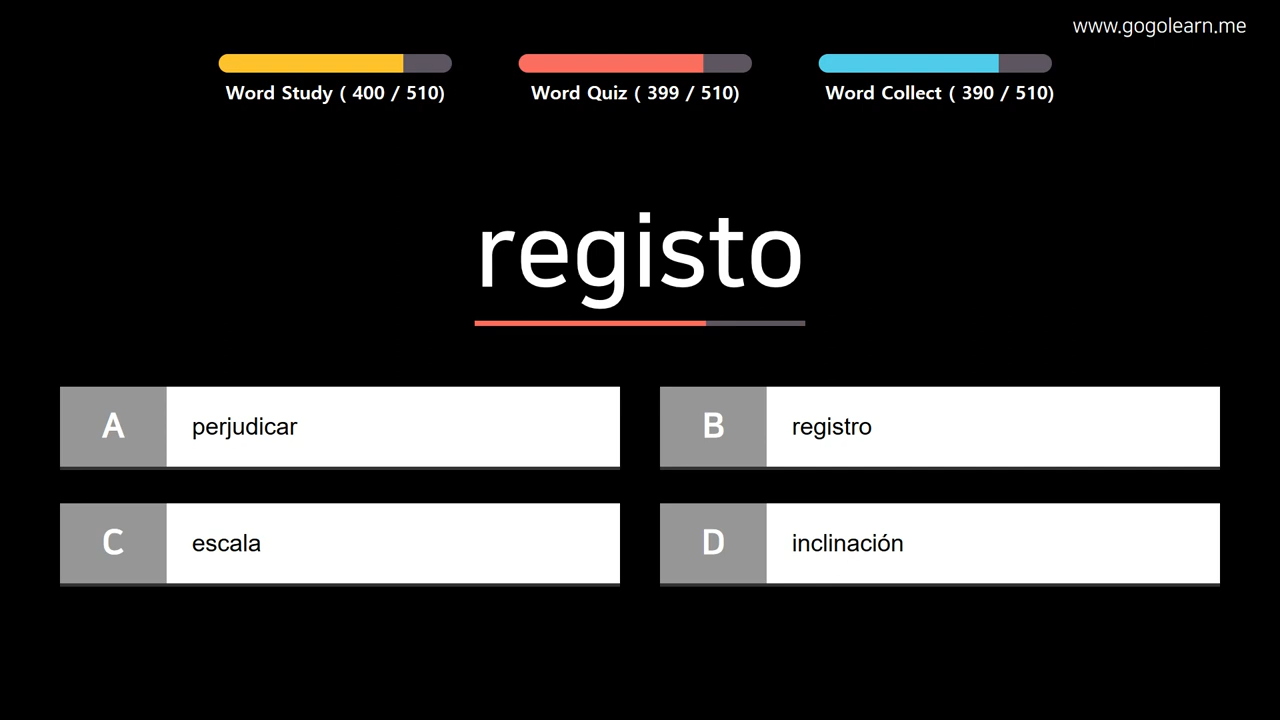 www.gogolearn.me
Word Study ( 400 / 510)
Word Quiz ( 399 / 510)
Word Collect ( 390 / 510)
registo
A perjudicar
B registro
C escala
D inclinación